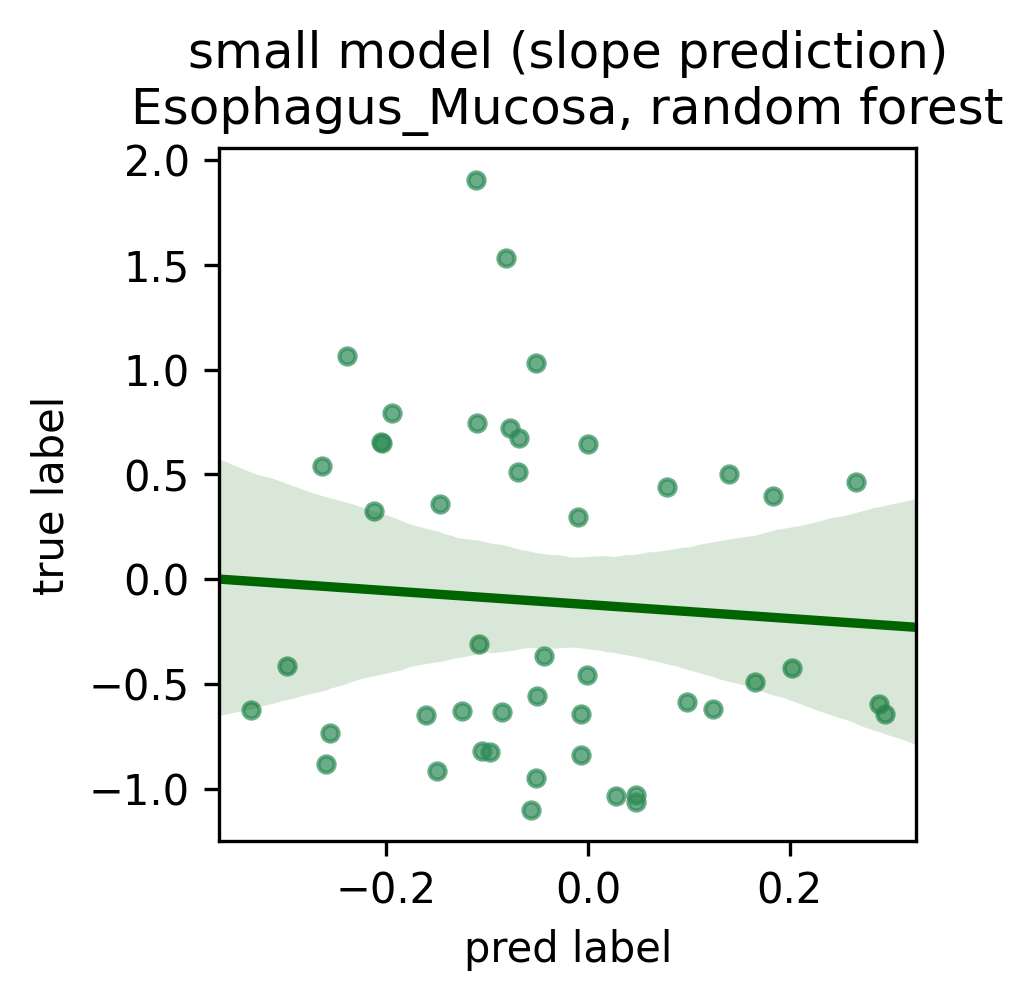 small model (slope prediction)
Esophagus_Mucosa, random forest
2.0
1.5
1.0
0.5
0.0
−0.5
−1.0
true label
−0.2
0.0
0.2
pred label